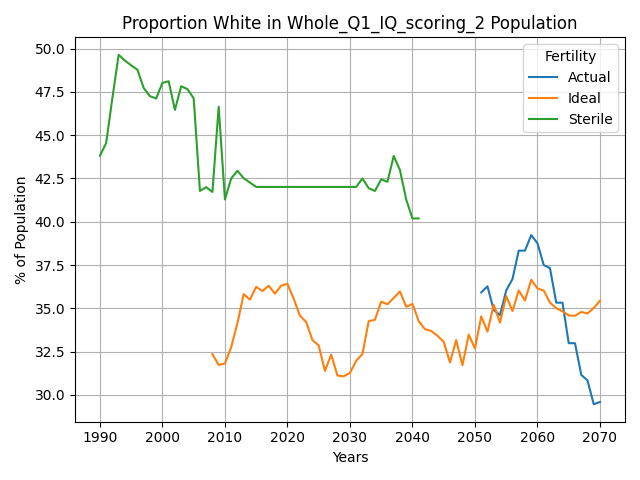 Proportion White in Whole_Q1_IQ_scoring_2 Population
% of Population
50.0
47.5
45.0
42.5
40.0
37.5
35.0
32.5
30.0
Fertility
Actual
Ideal
Sterile
1990 2000 2010 2020 2030 2040 2050 2060 2070
Years